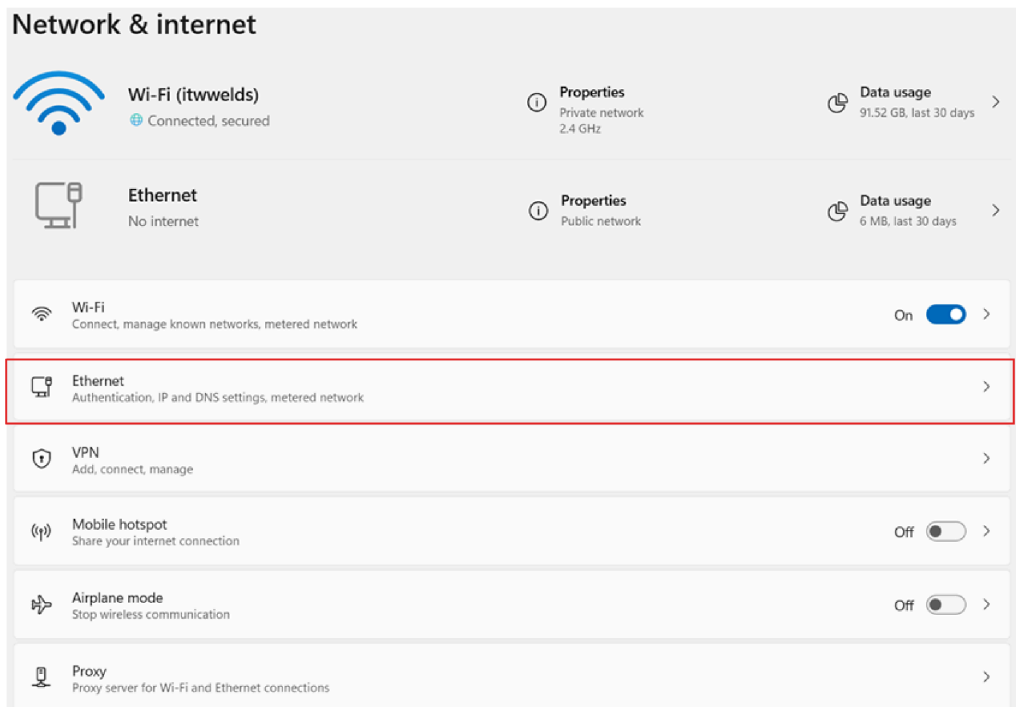 Network & internet
Wi-Fi (itwwelds)
Connected, secured
Properties
Private network
2.4 GHz
Data usage
91.52 GB, last 30 days
Ethernet
No internet
Properties
Public network
Data usage
6 MB, last 30 days
Wi-Fi
Connect, manage known networks, metered network
On
Ethernet
Authentication, IP and DNS settings, metered network
VPN
Add, connect, manage
Mobile hotspot
Share your internet connection
Off
Airplane mode
Stop wireless communication
Off
Proxy
Proxy server for Wi-Fi and Ethernet connections